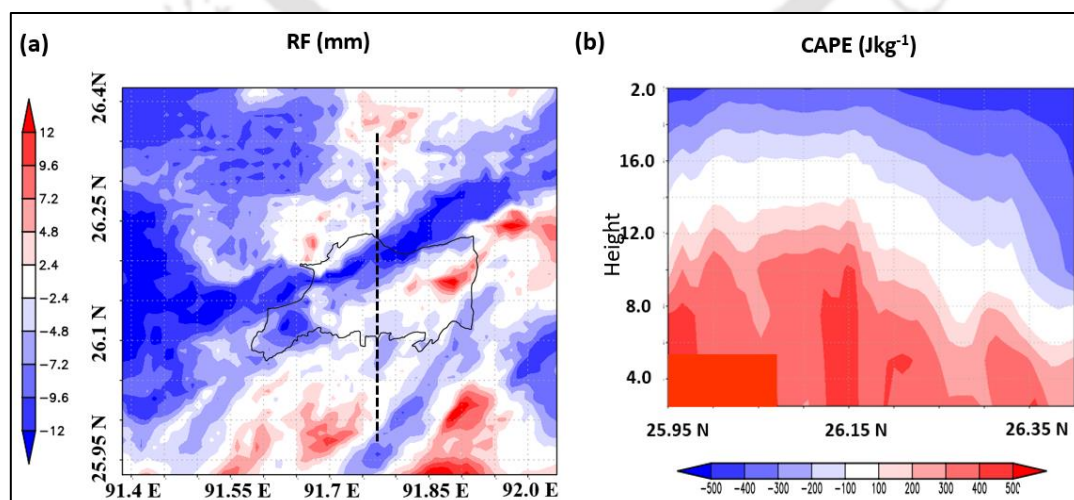 (a) RF (mm)
12
9.6
7.2
4.8
2.4
-2.4
-4.8
-7.2
-9.6
-12
26.4 N
26.25 N
26.1 N
25.95 N
91.4 E 91.55 E 91.7 E 91.85 E 92.0 E
(b) CAPE (Jkg-1)
Height
2.0
16.0
12.0
8.0
4.0
25.95 N 26.15 N 26.35 N
-500 -400 -300 -200 -100 100 200 300 400 500